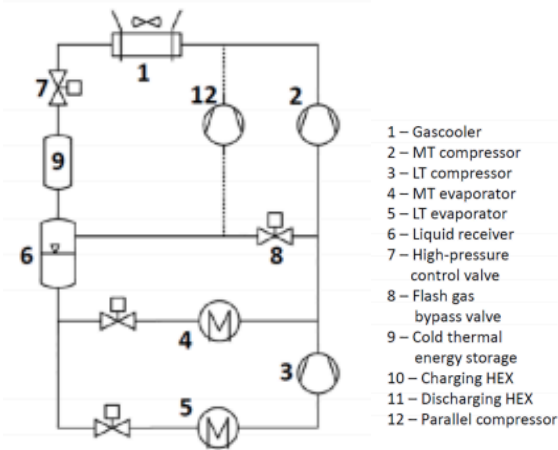 1
12
2
7
9
6
8
4
3
5
1 – Gascooler
2 – MT compressor
3 – LT compressor
4 – MT evaporator
5 – LT evaporator
6 – Liquid receiver
7 – High-pressure
control valve
8 – Flash gas
bypass valve
9 – Cold thermal
energy storage
10 – Charging HEX
11 – Discharging HEX
12 – Parallel compressor